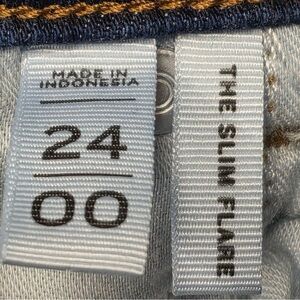 MADE IN
INDONESIA
24
00
THE SLIM FLARE